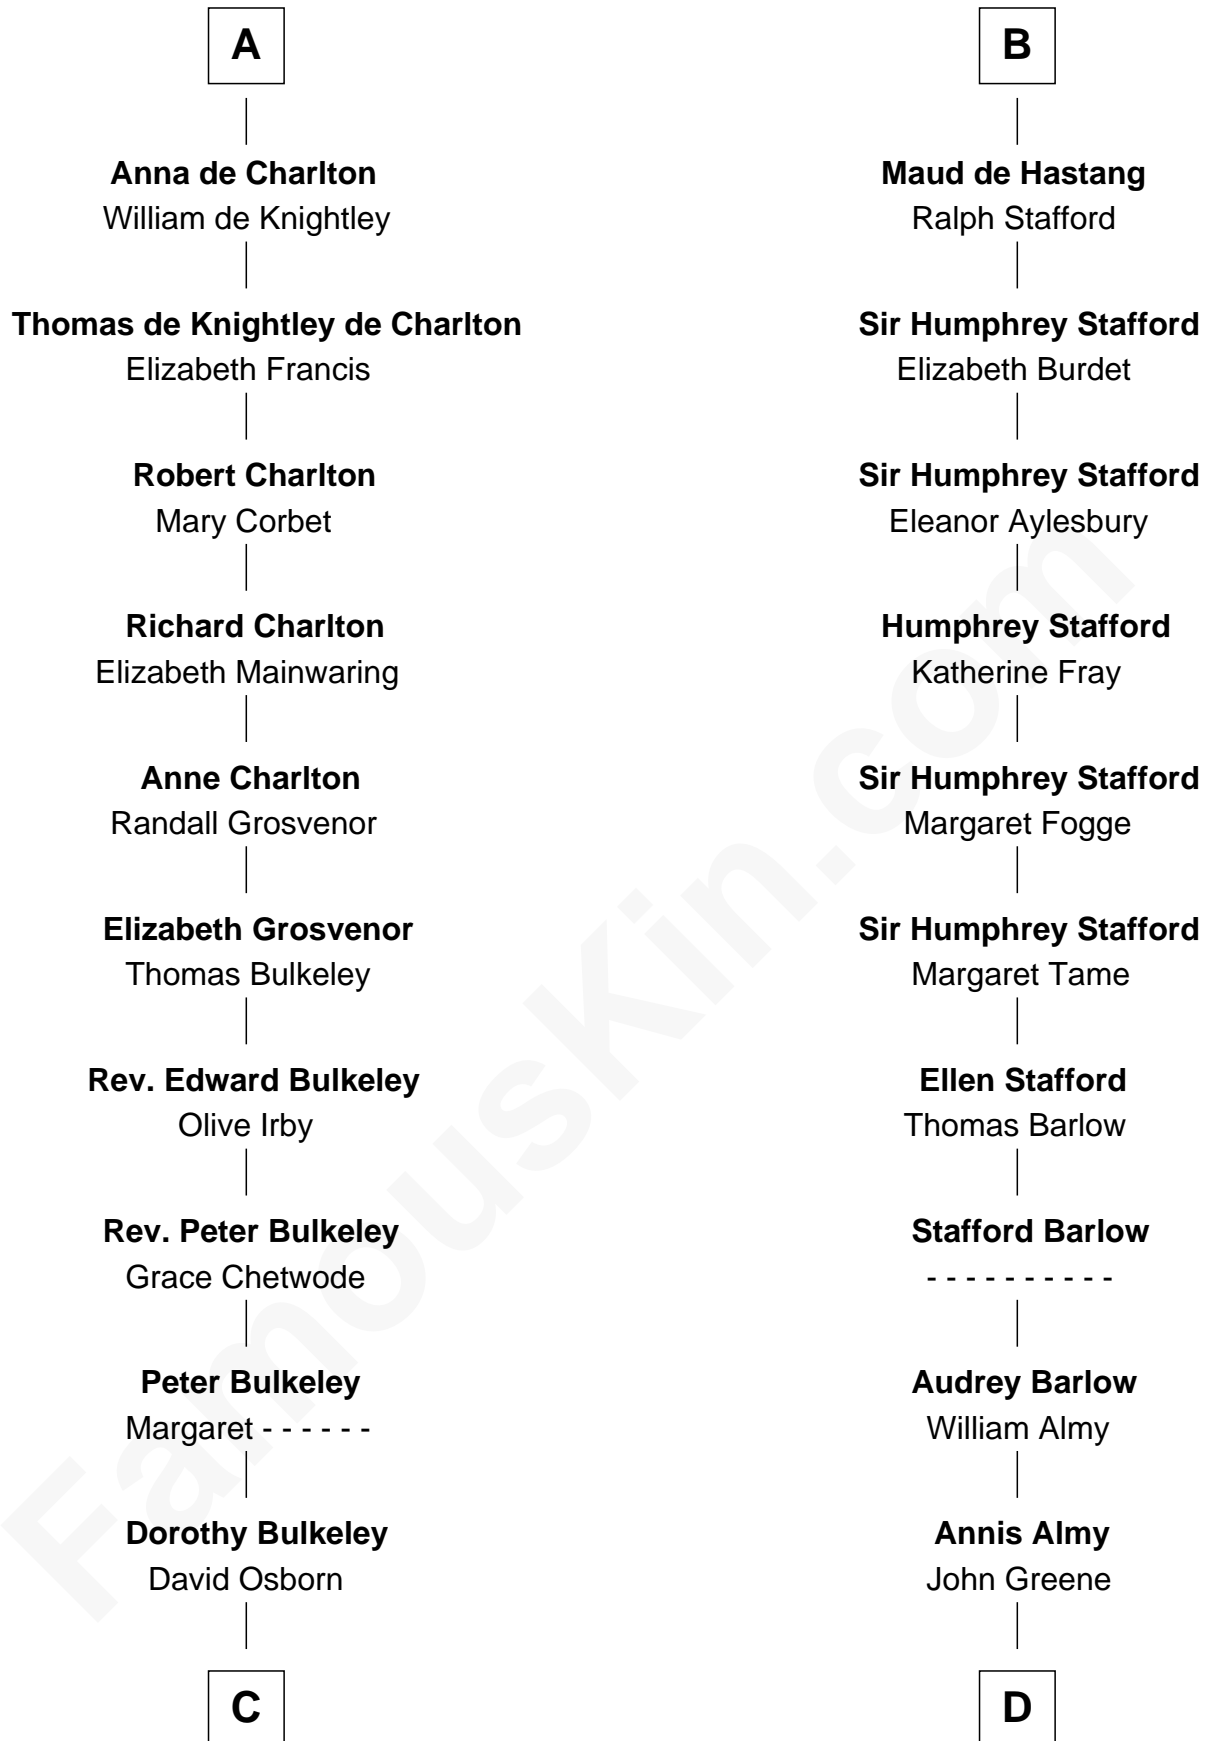 A
Anna de Charlton
William de Knightley
Thomas de Knightley de Charlton
Elizabeth Francis
Robert Charlton
Mary Corbet
Richard Charlton
Elizabeth Mainwaring
Anne Charlton
Randall Grosvenor
Elizabeth Grosvenor
Thomas Bulkeley
Rev. Edward Bulkeley
Olive Irby
Rev. Peter Bulkeley
Grace Chetwode
Peter Bulkeley
Margaret - - - - - -
Dorothy Bulkeley
David Osborn
C
B
Maud de Hastang
Ralph Stafford
Sir Humphrey Stafford
Elizabeth Burdet
Sir Humphrey Stafford
Eleanor Aylesbury
Humphrey Stafford
Katherine Fray
Sir Humphrey Stafford
Margaret Fogge
Sir Humphrey Stafford
Margaret Tame
Ellen Stafford
Thomas Barlow
Stafford Barlow
- - - - - - - - - -
Audrey Barlow
William Almy
Annis Almy
John Greene
D
FamousKin.com